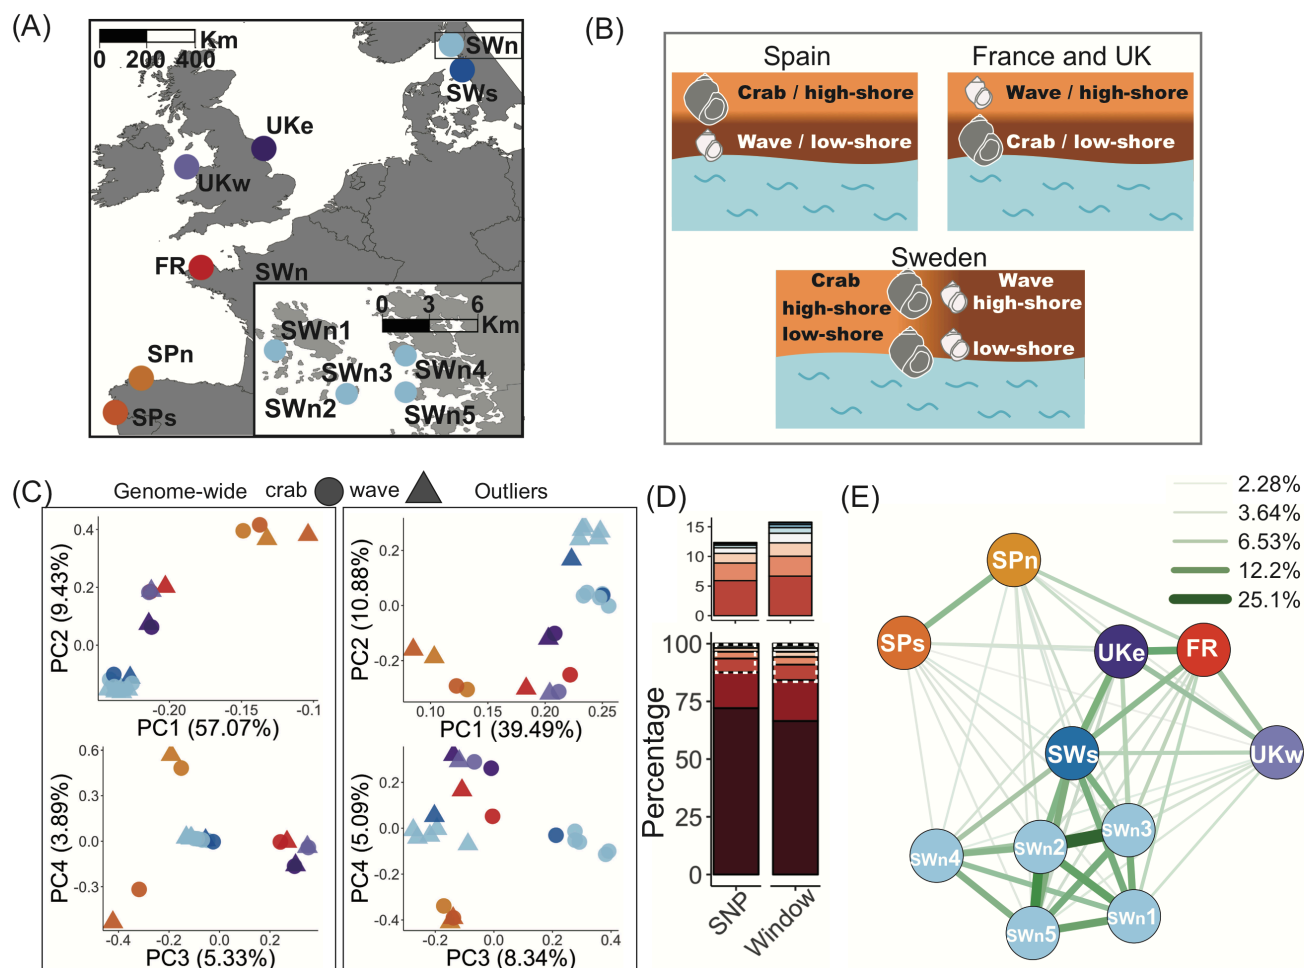 (A)
Km
0 200 400
SWn
SWs
UKe
UKw
FR
SWn
0 3 6
Km
SWn1
SWn3
SWn4
SWn2
SWn5
SPn
SPs
(B)
Spain
Crab / high-shore
Wave / low-shore
France and UK
Wave / high-shore
Crab / low-shore
Sweden
Crab
high-shore
low-shore
Wave
high-shore
low-shore
(C)
Genome-wide crab wave Outliers
PC2 (9.43%)
0.4
0.2
0.0
-0.20 -0.15 -0.1
PC1 (57.07%)
PC2 (10.88%)
0.2
0.0
-0.2
0.10 0.15 0.20 0.25
PC1 (39.49%)
PC4 (3.89%)
0.6
0.3
0.0
-0.3
-0.4 -0.2 0.0 0.2
PC3 (5.33%)
PC4 (5.09%)
0.2
0.0
-0.2
-0.4
-0.2 0.0 0.2 0.4
PC3 (8.34%)
(D)
15
10
5
0
Percentage
100
75
50
25
0
SNP
Window
(E)
2.28%
3.64%
6.53%
12.2%
25.1%
SPn
SPs
UKe
FR
SWs
UKw
SWn3
SWn2
SWn4
SWn1
SWn5